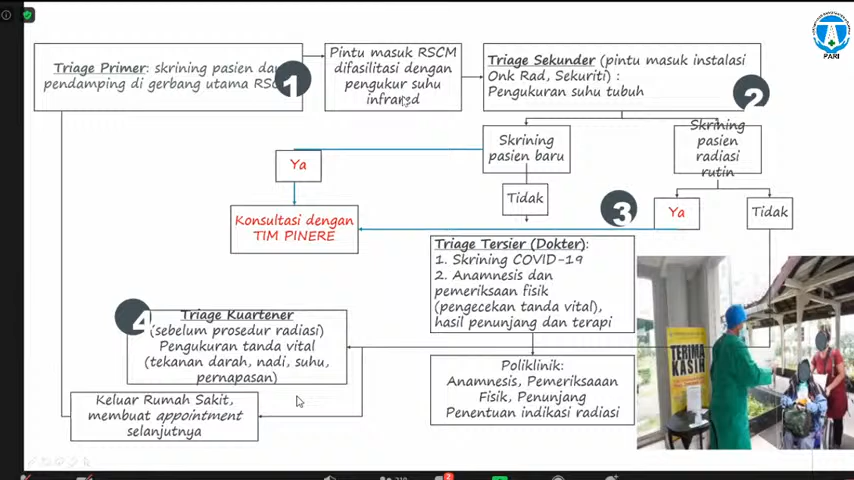 Triage Primer: skrining pasien dan
pendamping di gerbang utama
1
Pintu masuk RSCM
difasilitasi dengan
pengukur suhu
infrared
Triage Sekunder (pintu masuk instalasi
Onk Rad, Sekuriti) :
Pengukuran suhu tubuh
2
PARI
Skrining
pasien baru
Skrining
pasien
radiasi
rutin
Ya
Tidak
3
Ya
Tidak
Konsultasi dengan
TIM PINERE
Triage Tersier (Dokter):
1. Skrining COVID-19
2. Anamnesis dan
pemeriksaan fisik
(pengecekan tanda vital),
hasil penunjang dan terapi
4
Triage Kuartener
(sebelum prosedur radiasi)
Pengukuran tanda vital
(tekanan darah, nadi, suhu,
pernapasan)
Poliklinik:
Anamnesis, Pemeriksaaan
Fisik, Penunjang
Penentuan indikasi radiasi
Keluar Rumah Sakit,
membuat appointment
selanjutnya
TERIMA
KASIH